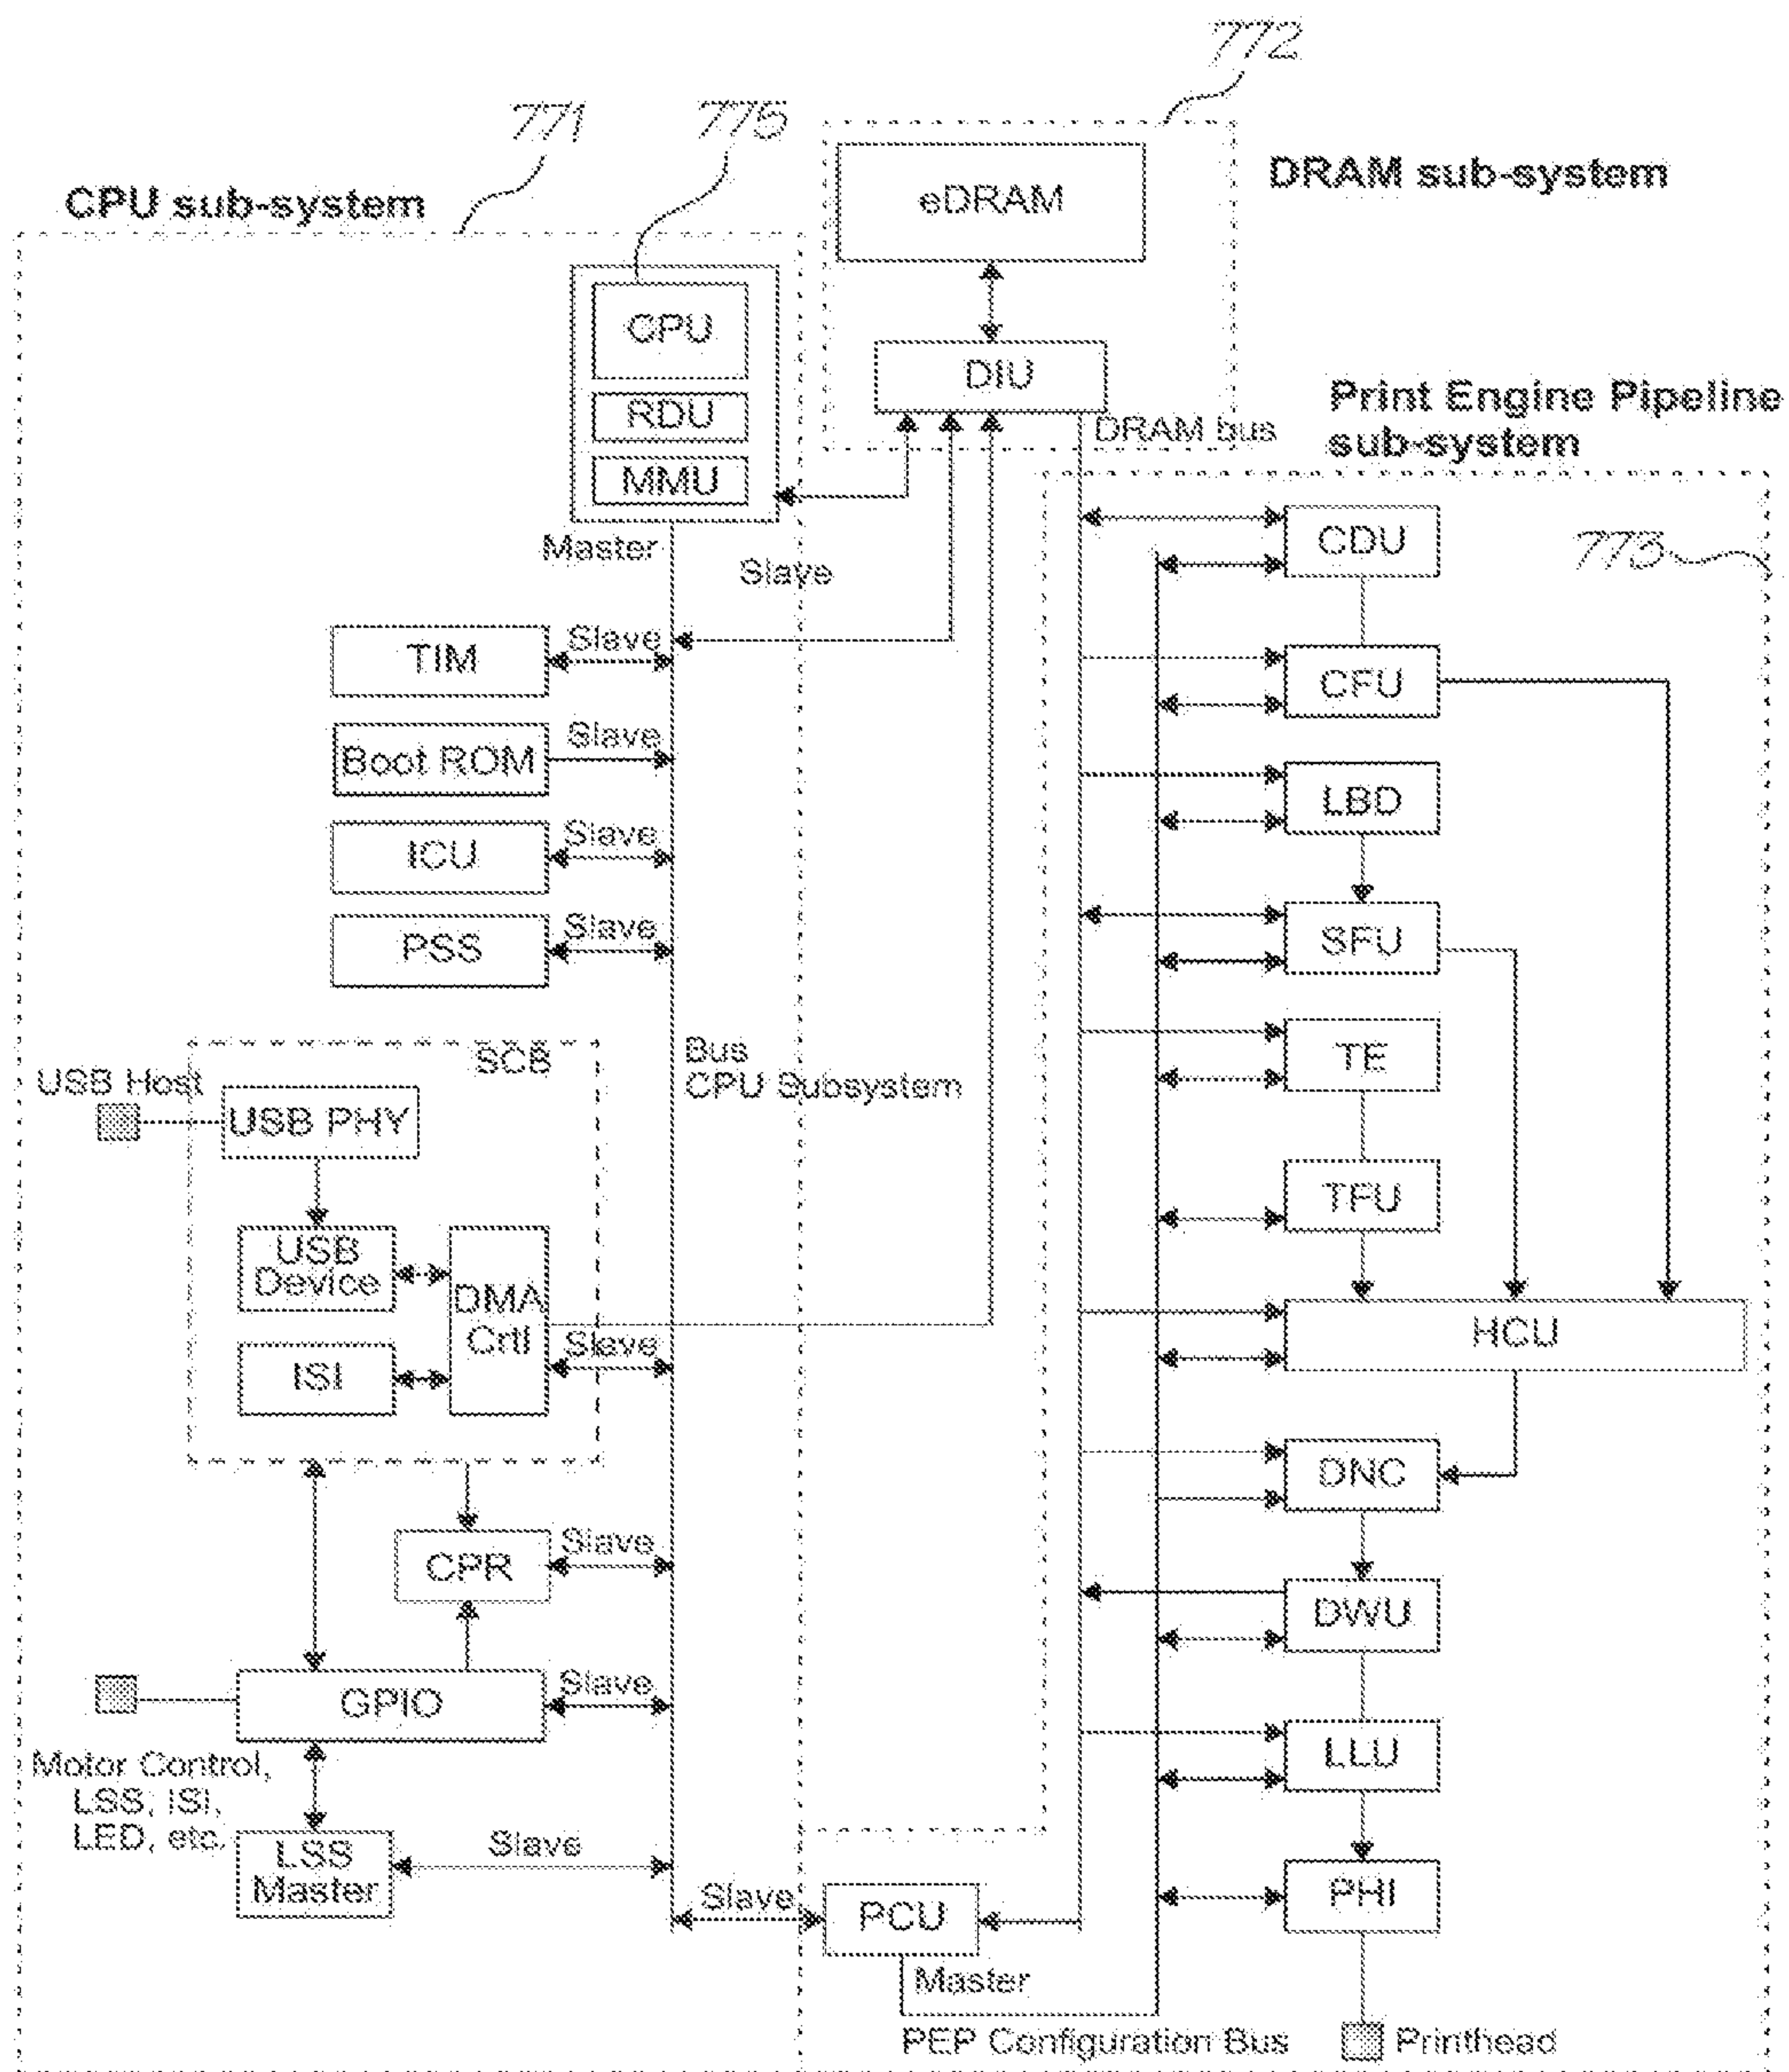 772
771
775
DRAM sub-system
CPU sub-system
eDRAM
CPU
DIU
RDU
Print Engine Pipeline
sub-system
DRAM bus
MMU
CDU
773
Master
Slave
TIM
Slave
CFU
Boot ROM
Slave
LBD
ICU
Slave
PSS
Slave
SFU
SCB
Bus
CPU Subsystem
TE
USB Host
USB PHY
TFU
USB
Device
DMA
Crtl
Slave
ISI
HCU
DNC
CPR
Slave
DWU
GPIO
Slave
Motor Control,
LSS, ISI,
LED, etc.
LLU
LSS
Master
Slave
Slave
PCU
PHI
Master
PEP Configuration Bus
Printhead